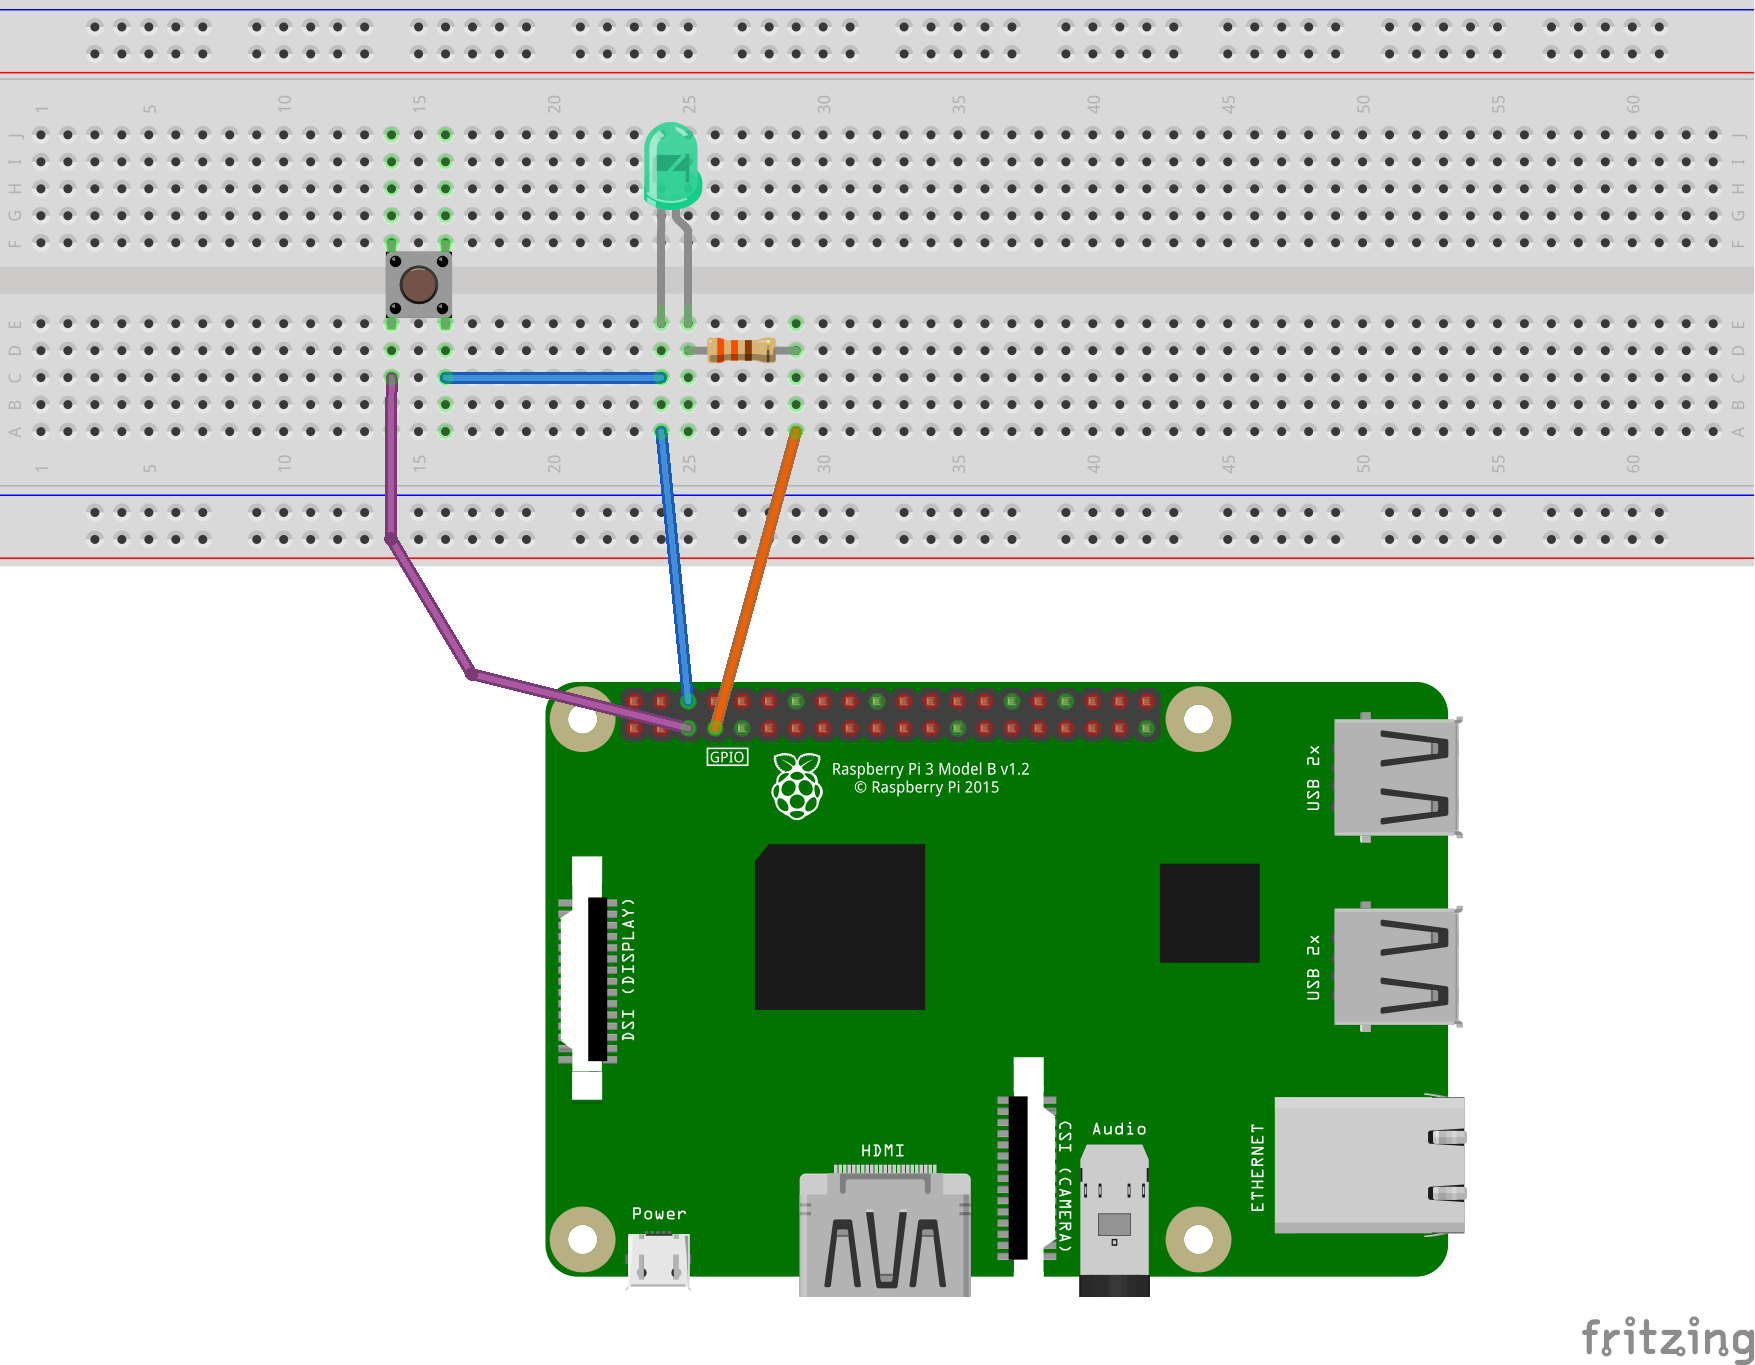 1 5 10 15 20 25 30 35 40 45 50 55 60
J J
I I
H H
G G
F F
E E
D D
C C
B B
A A
1 5 10 15 20 25 30 35 40 45 50 55 60
GPIO
Raspberry Pi 3 Model B v1.2
© Raspberry Pi 2015
USB 2x
DSI (DISPLAY)
USB 2x
CSI (CAMERA)
Audio
ETHERNET
HDMI
Power
fritzing